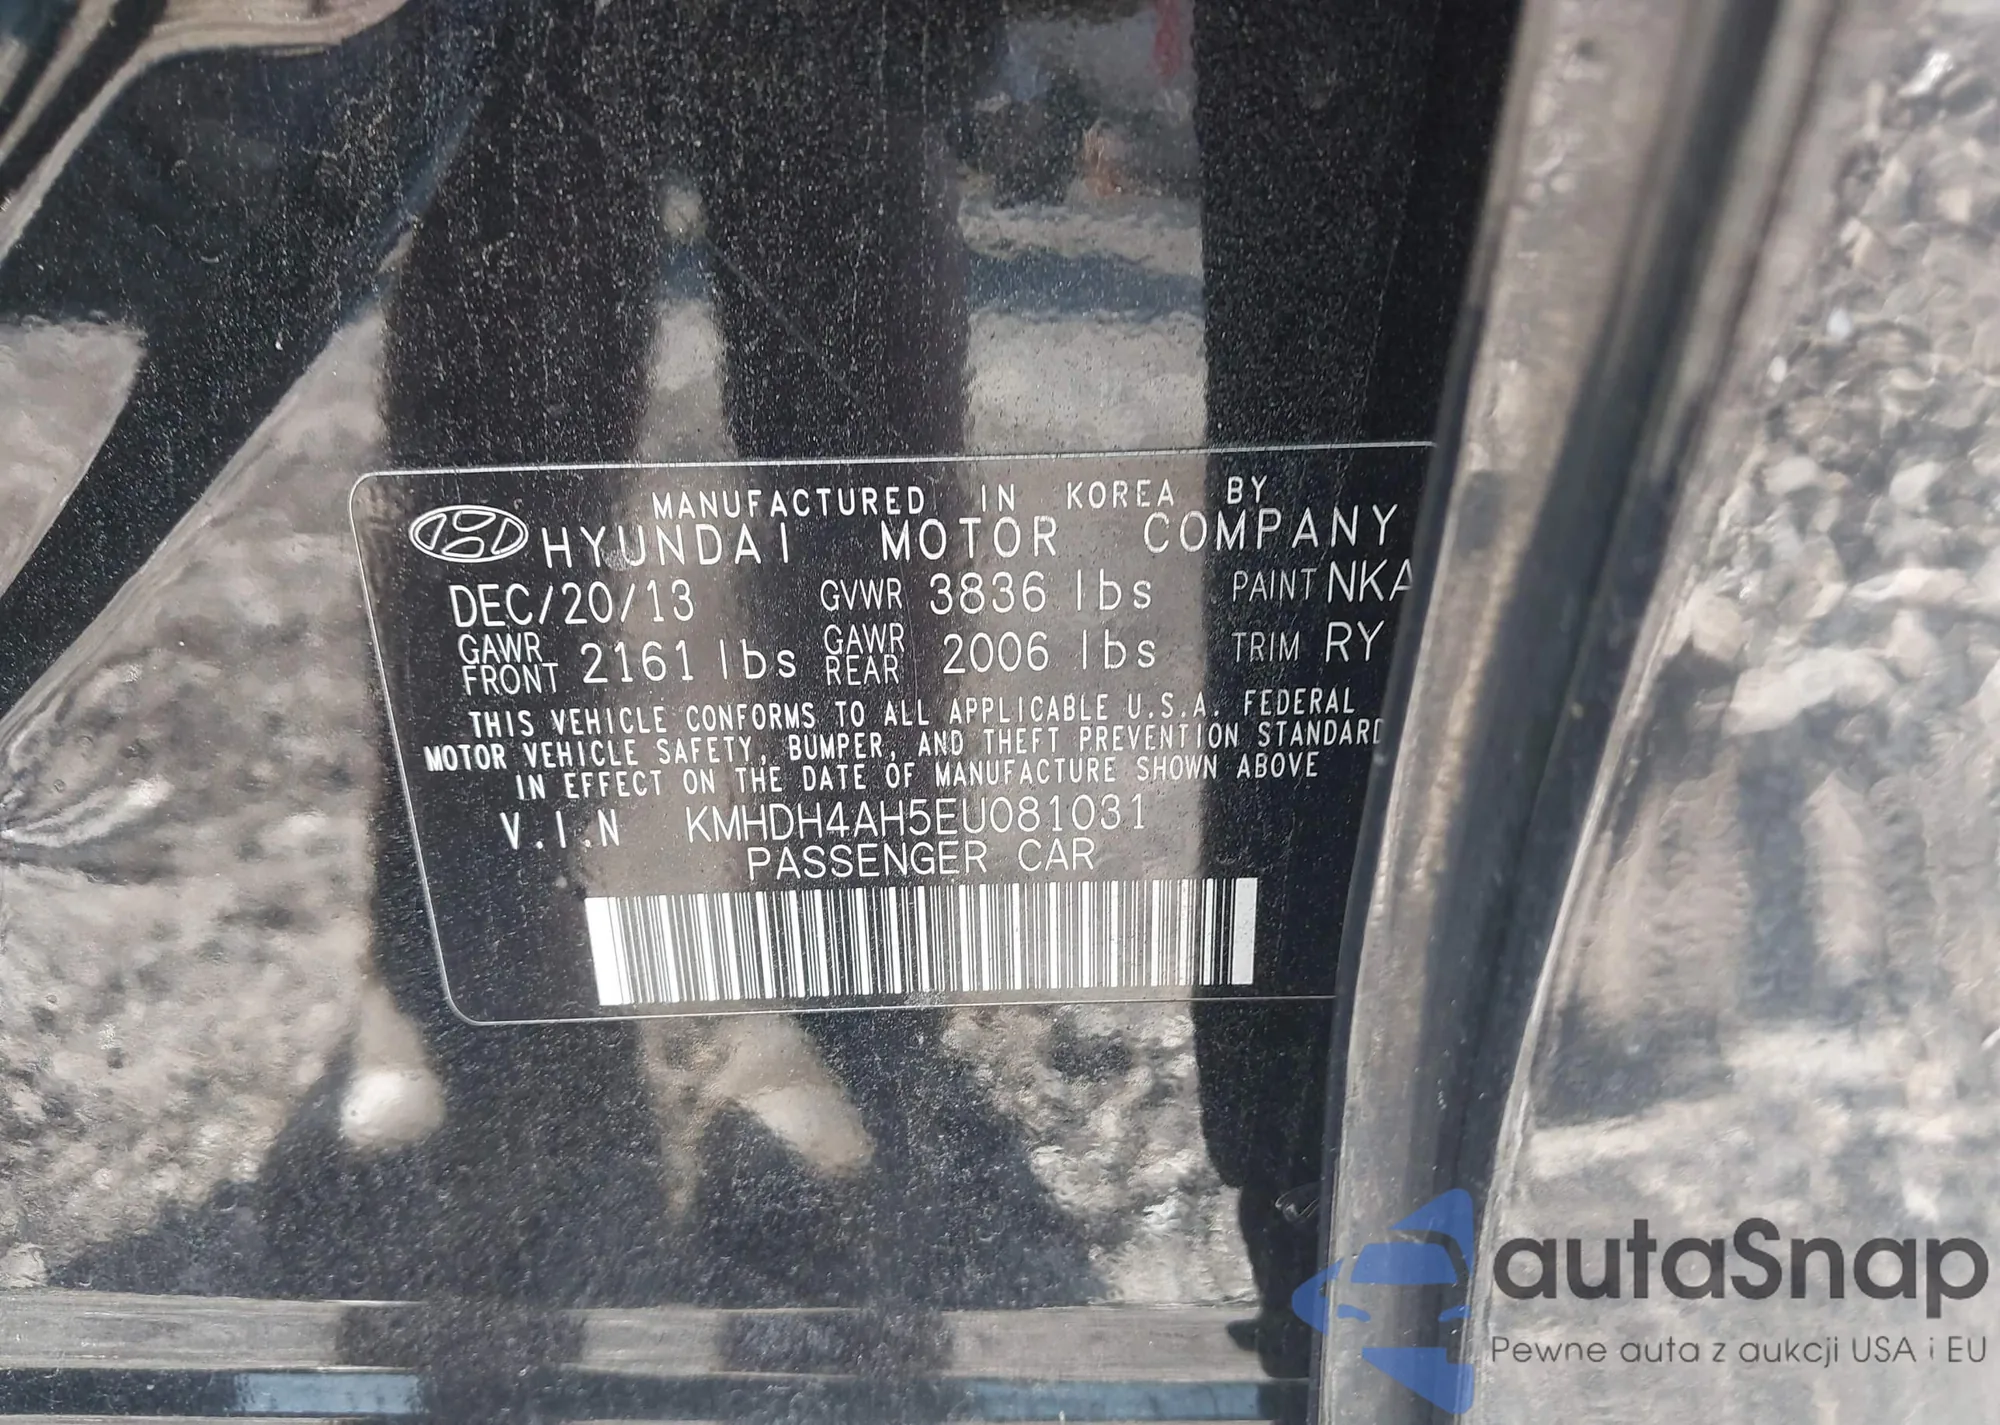 MANUFACTURED IN KOREA BY
HYUNDAI MOTOR COMPANY
DEC/20/13 GVWR 3836 lbs PAINT NKA
GAWR FRONT 2161 lbs GAWR REAR 2006 lbs TRIM RY
THIS VEHICLE CONFORMS TO ALL APPLICABLE U.S.A. FEDERAL
MOTOR VEHICLE SAFETY, BUMPER, AND THEFT PREVENTION STANDARD
IN EFFECT ON THE DATE OF MANUFACTURE SHOWN ABOVE
V.I.N KMHDH4AH5EU081031
PASSENGER CAR
autaSnap
Pewne auta z aukcji USA i EU